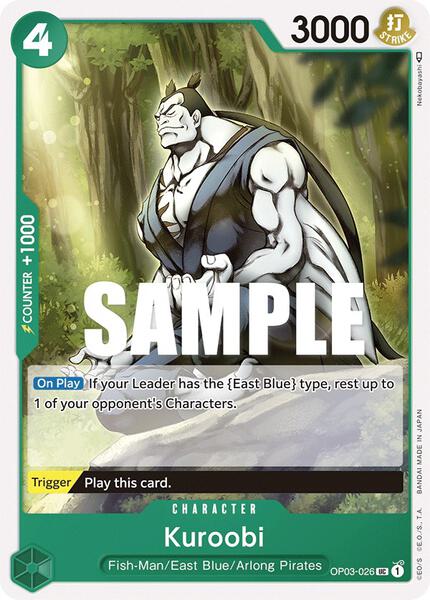 4
3000
打
STRIKE
Nekobayashi
COUNTER +1000
SAMPLE
On Play If your Leader has the {East Blue} type, rest up to
1 of your opponent's Characters.
Trigger Play this card.
CHARACTER
Kuroobi
Fish-Man/East Blue/Arlong Pirates
OP03-026 UC 1
©E.O/S ©E.O./S., T.A. BANDAI MADE IN JAPAN